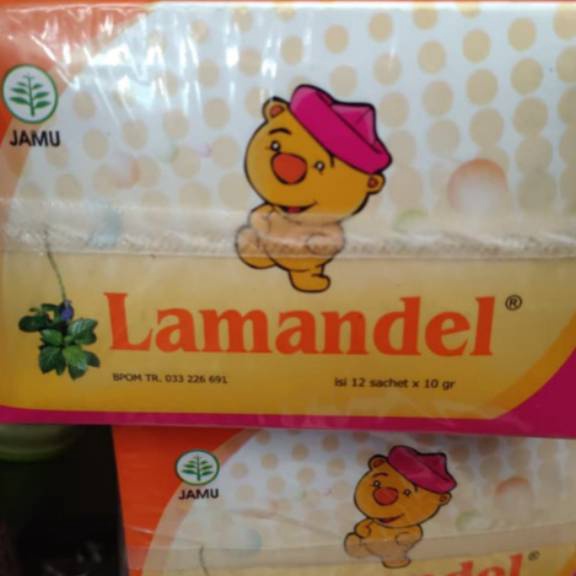 JAMU
Lamandel®
BPOM TR. 033 226 691
isi 12 sachet x 10 gr
JAMU